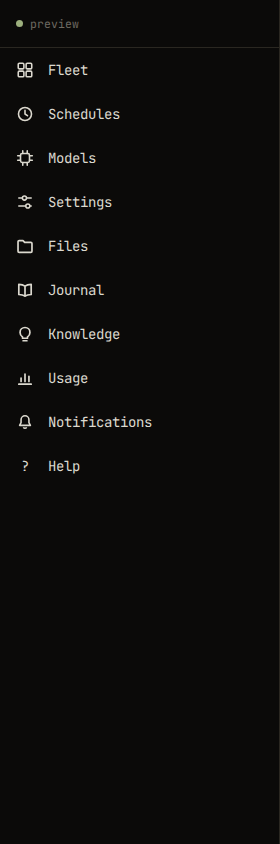 preview
Fleet
Schedules
Models
Settings
Files
Journal
Knowledge
Usage
Notifications
? Help